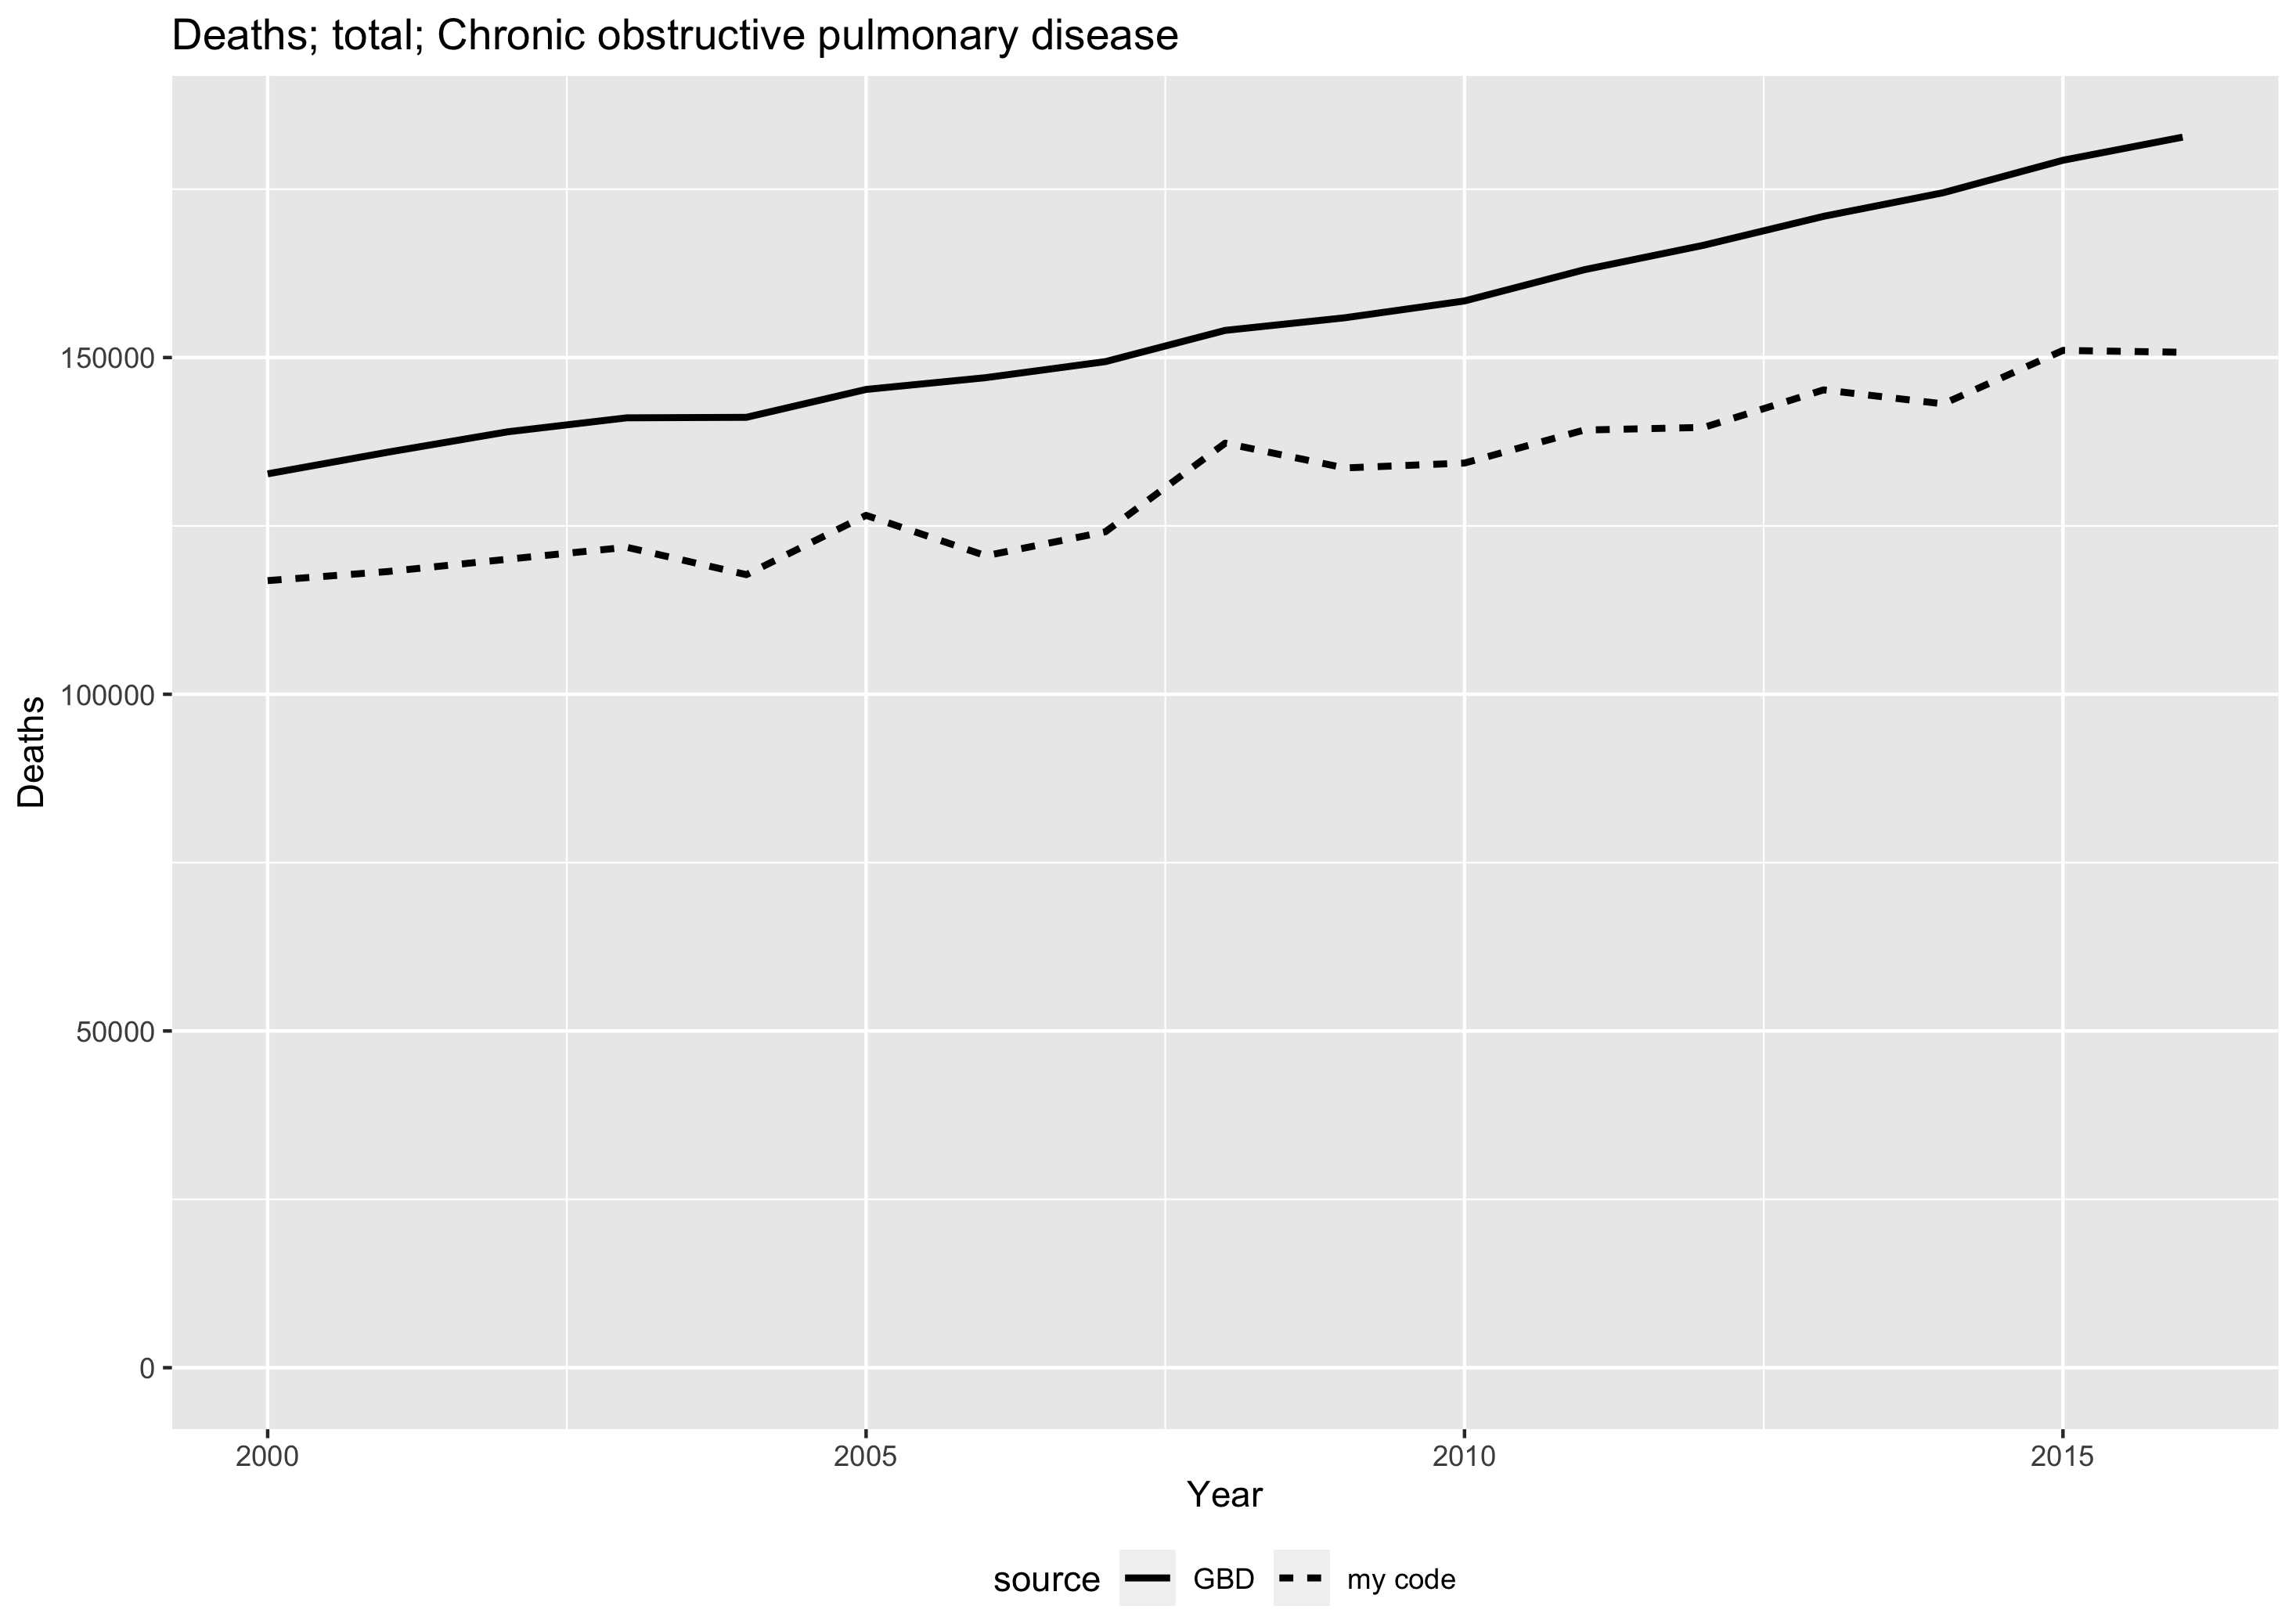 Deaths; total; Chronic obstructive pulmonary disease
Deaths
150000
100000
50000
0
2000 2005 2010 2015
Year
source GBD my code